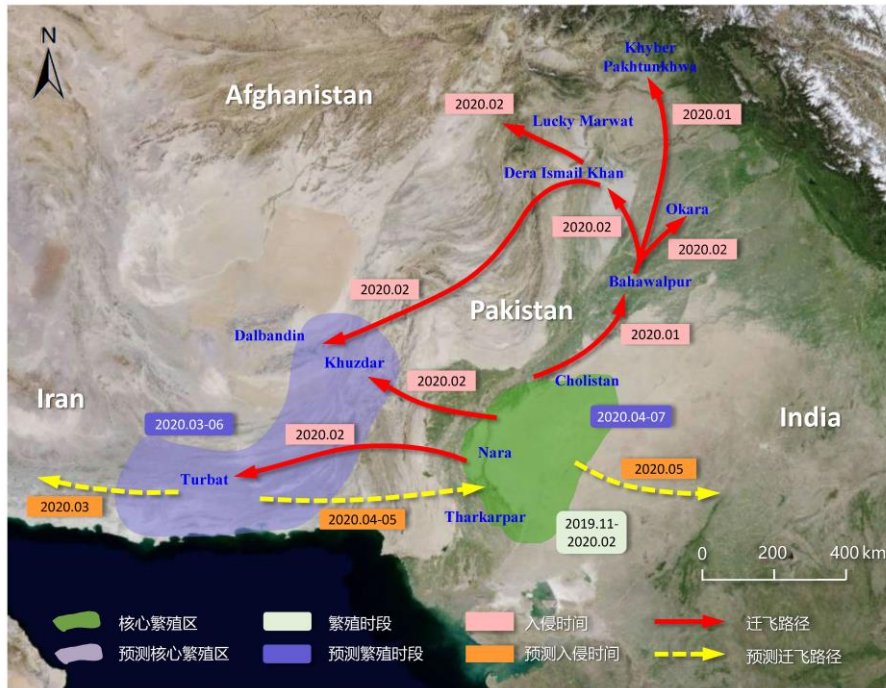 N
Khyber
Pakhtunkhwa
Afghanistan
2020.02
Lucky Marwat
2020.01
Dera Ismail Khan
Okara
2020.02
2020.02
Bahawalpur
2020.02
Pakistan
Dalbandin
2020.01
Khuzdar
2020.02
Cholistan
Iran
India
2020.03-06
2020.04-07
2020.02
Nara
Turbat
2020.05
2020.03
2020.04-05
Tharkarpar
2019.11-
2020.02
0 200 400 km
核心繁殖区 繁殖时段 入侵时间 迁飞路径
预测核心繁殖区 预测繁殖时段 预测入侵时间 预测迁飞路径